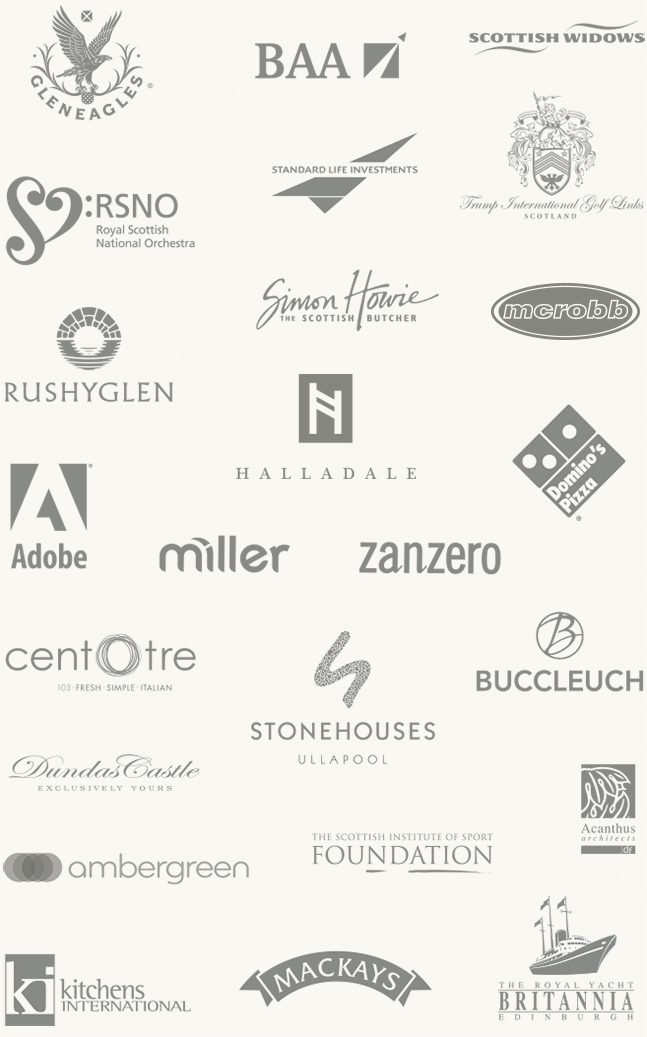 GLENEAGLES®
BAA
SCOTTISH WIDOWS
STANDARD LIFE INVESTMENTS
Trump International Golf Links
SCOTLAND
:RSNO
Royal Scottish
National Orchestra
Simon Howie
THE SCOTTISH BUTCHER
mcrobb
RUSHYGLEN
HALLADALE
Domino's
Pizza
®
Adobe
®
miller
zanzero
centOtre
103·FRESH·SIMPLE·ITALIAN
STONEHOUSES
ULLAPOOL
B
BUCCLEUCH
Dundas Castle
EXCLUSIVELY YOURS
Acanthus
architects
df
ambergreen
THE SCOTTISH INSTITUTE OF SPORT
FOUNDATION
ki kitchens
INTERNATIONAL
MACKAYS
THE ROYAL YACHT
BRITANNIA
EDINBURGH